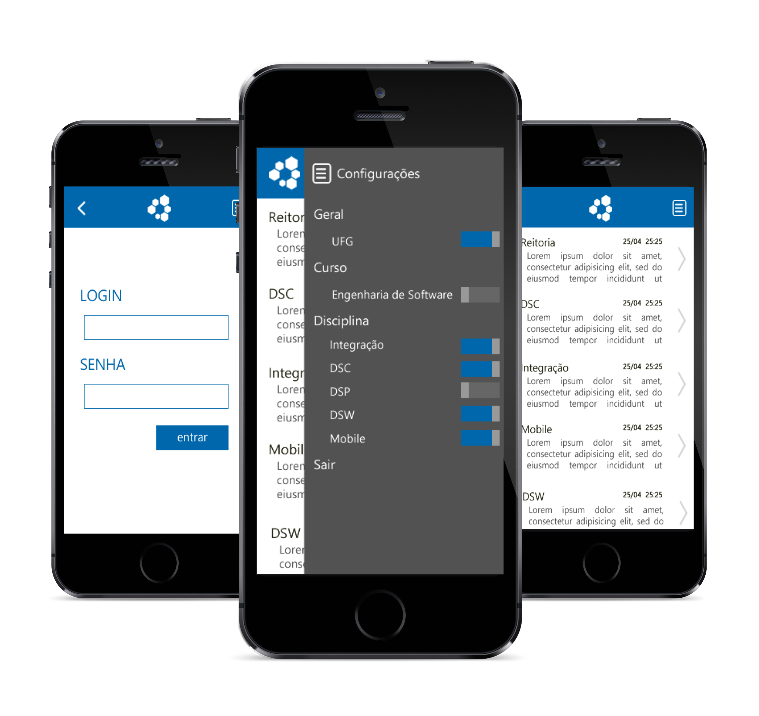 LOGIN
SENHA
entrar
Configurações
Geral
UFG
Curso
Engenharia de Software
Disciplina
Integração
DSC
DSP
DSW
Mobile
Sair
Reitor
Loren
conse
eiusm
DSC
Loren
conse
eiusm
Integr
Loren
conse
eiusm
Mobil
Loren
conse
eiusm
DSW
Lorer
cons
Reitoria 25/04 25:25
Lorem ipsum dolor sit amet,
consectetur adipisicing elit, sed do
eiusmod tempor incididunt ut
DSC 25/04 25:25
Lorem ipsum dolor sit amet,
consectetur adipisicing elit, sed do
eiusmod tempor incididunt ut
Integração 25/04 25:25
Lorem ipsum dolor sit amet,
consectetur adipisicing elit, sed do
eiusmod tempor incididunt ut
Mobile 25/04 25:25
Lorem ipsum dolor sit amet,
consectetur adipisicing elit, sed do
eiusmod tempor incididunt ut
DSW 25/04 25:25
Lorem ipsum dolor sit amet,
consectetur adipisicing elit, sed do